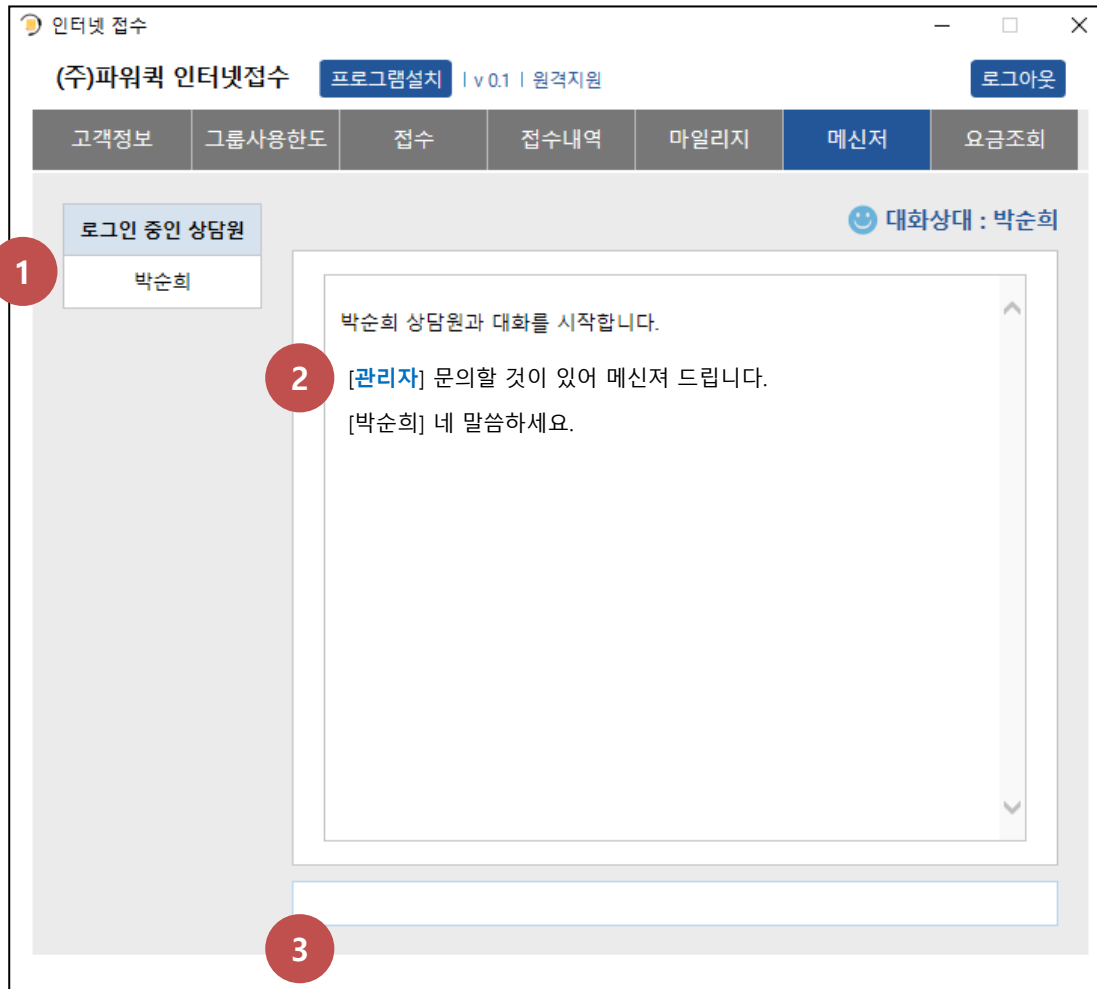 인터넷 접수
(주)파워퀵 인터넷접수 프로그램설치 | v 0.1 | 원격지원 로그아웃
고객정보 그룹사용한도 접수 접수내역 마일리지 메신저 요금조회
대화상대 : 박순희
로그인 중인 상담원
1
박순희
박순희 상담원과 대화를 시작합니다.
2
[관리자] 문의할 것이 있어 메신져 드립니다.
[박순희] 네 말씀하세요.
3